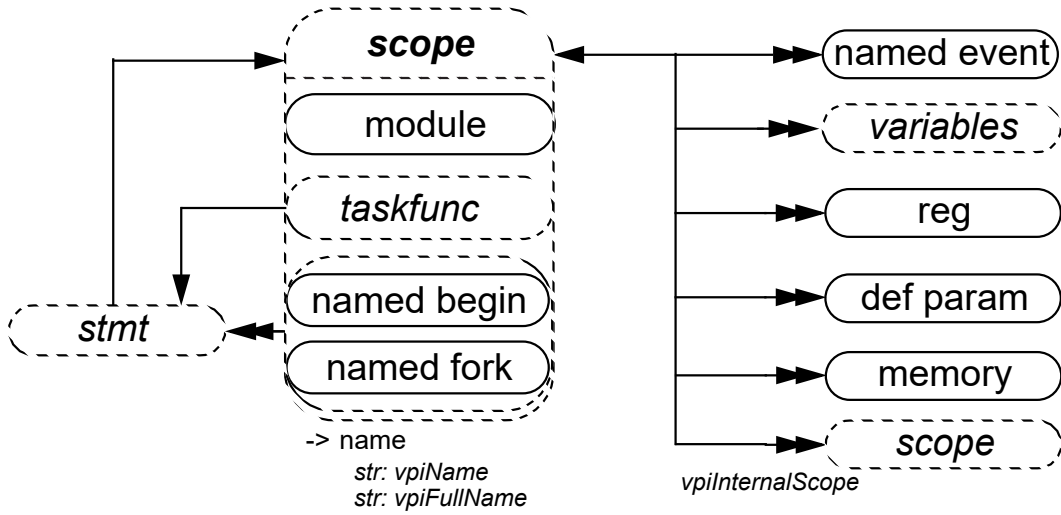 scope
module
taskfunc
named begin
named fork
stmt
-> name
str: vpiName
str: vpiFullName
named event
variables
reg
def param
memory
scope
vpiInternalScope